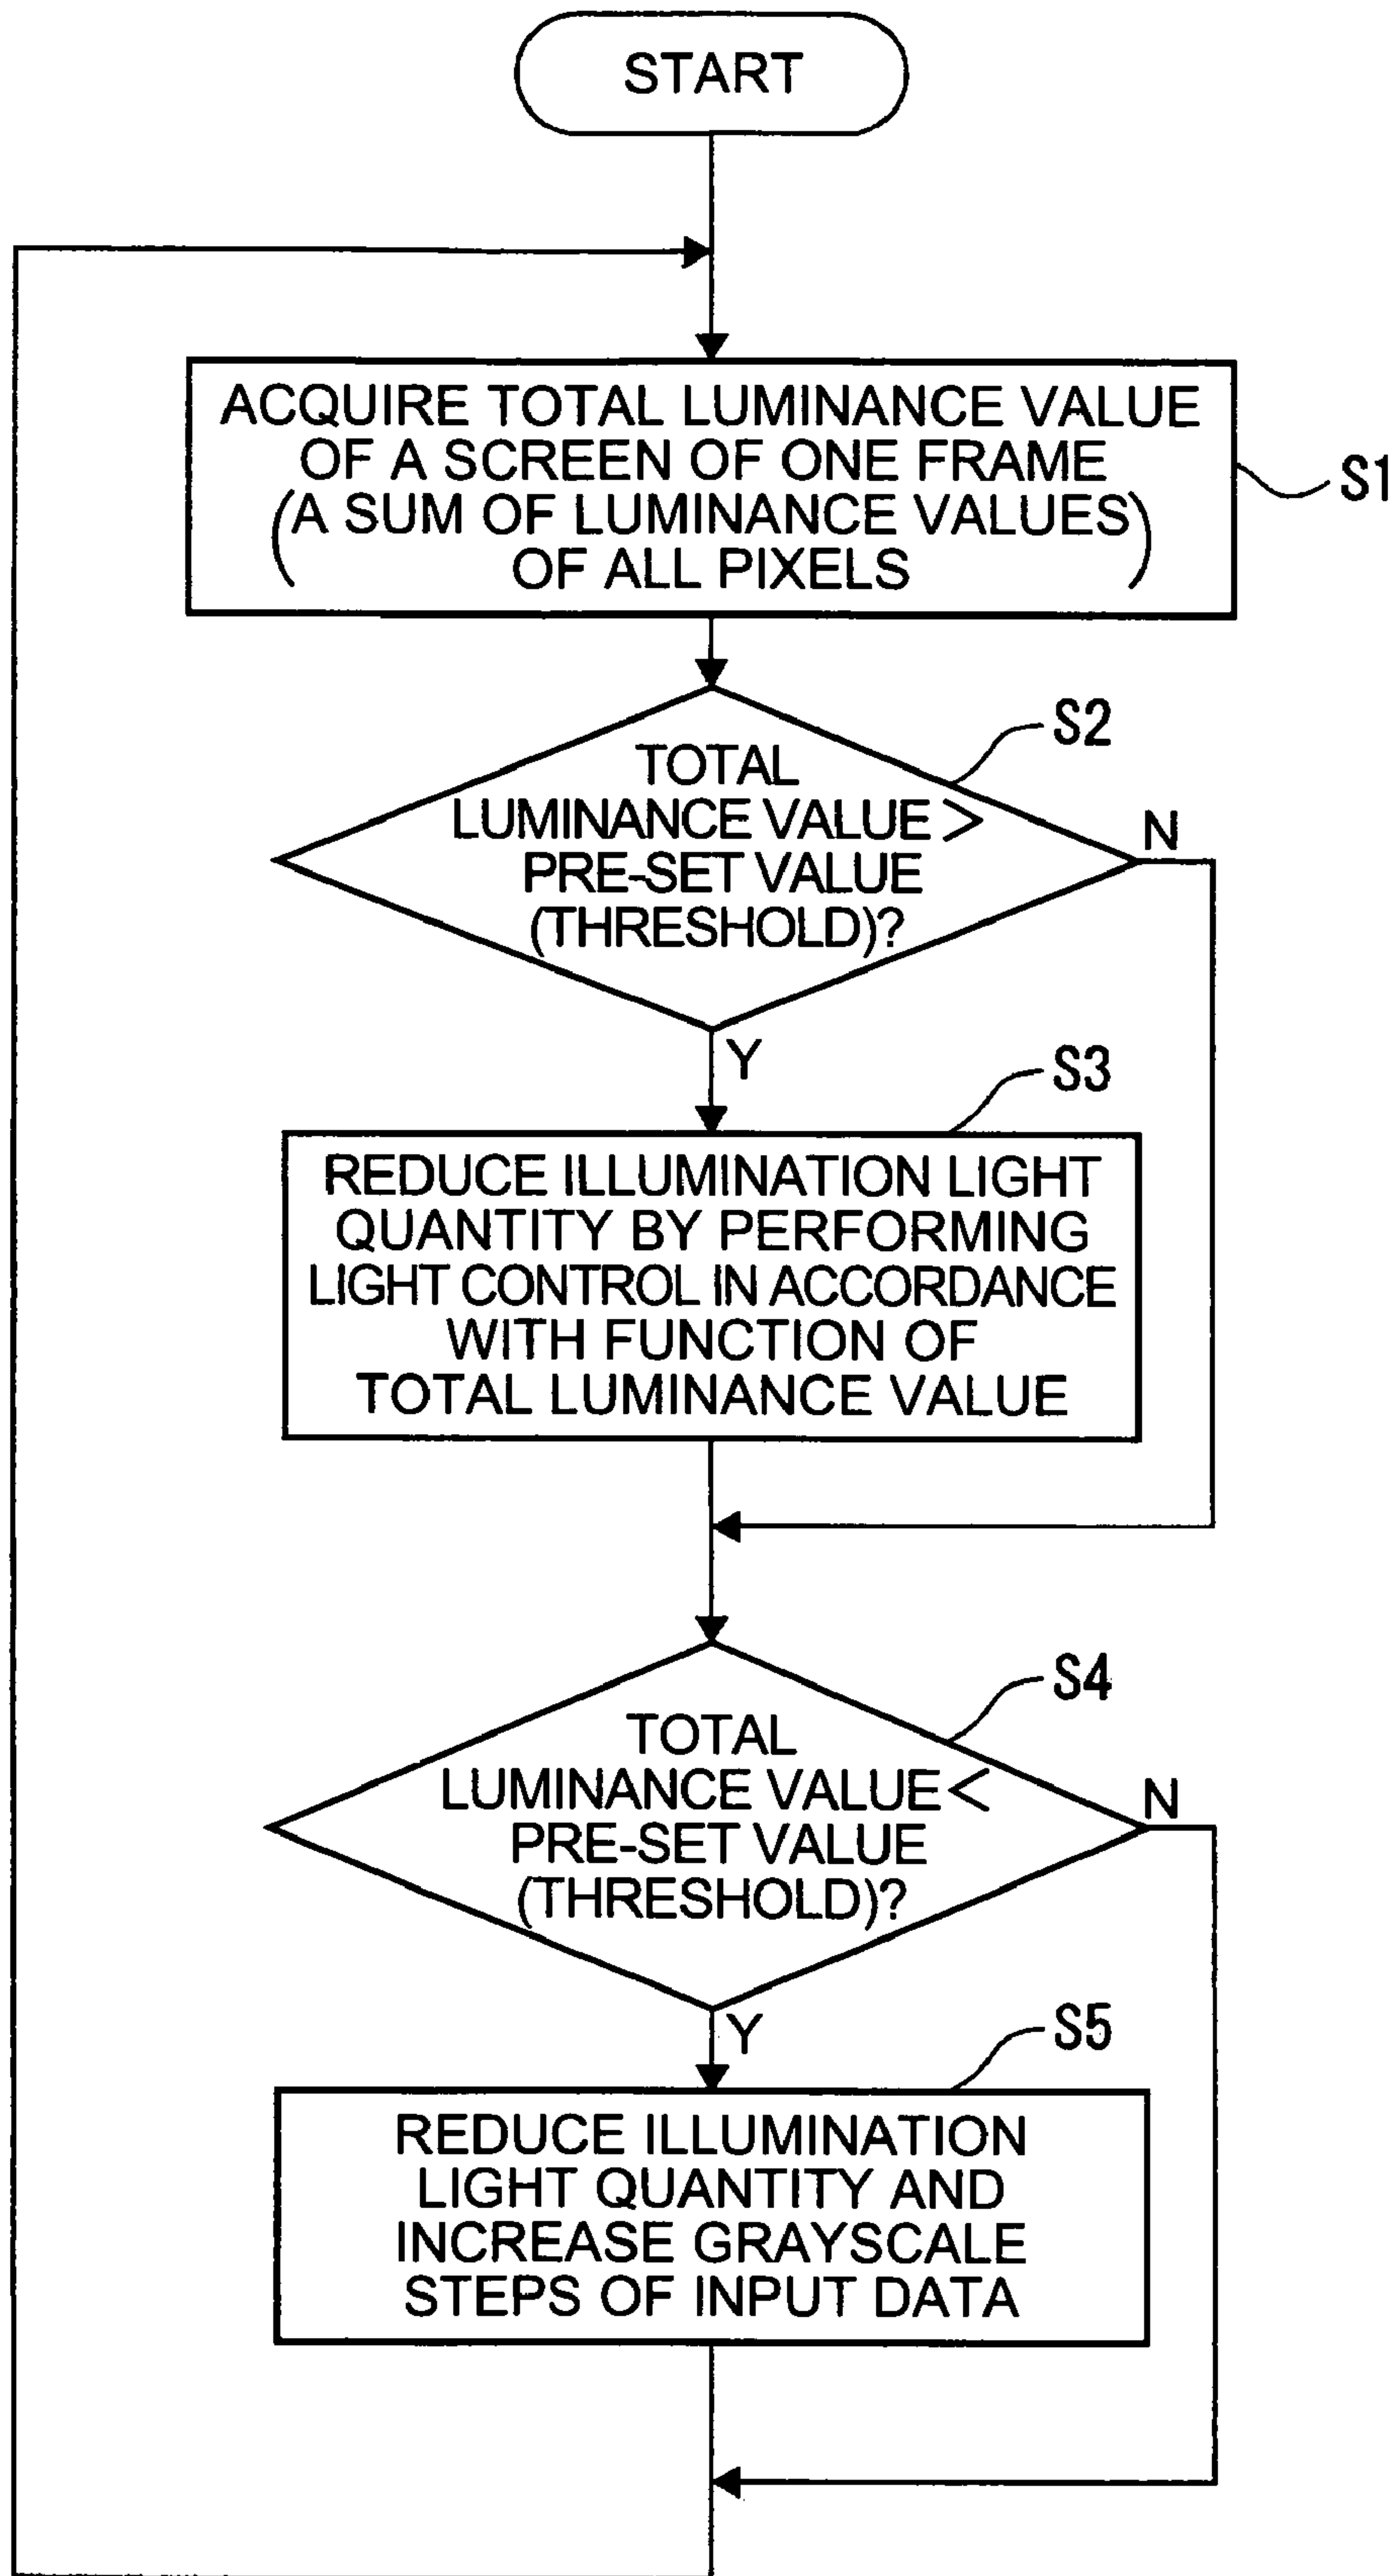 START
ACQUIRE TOTAL LUMINANCE VALUE
OF A SCREEN OF ONE FRAME
(A SUM OF LUMINANCE VALUES
OF ALL PIXELS)
S1
S2
TOTAL
LUMINANCE VALUE >
PRE-SET VALUE
(THRESHOLD)?
N
Y
S3
REDUCE ILLUMINATION LIGHT
QUANTITY BY PERFORMING
LIGHT CONTROL IN ACCORDANCE
WITH FUNCTION OF
TOTAL LUMINANCE VALUE
S4
TOTAL
LUMINANCE VALUE <
PRE-SET VALUE
(THRESHOLD)?
N
Y
S5
REDUCE ILLUMINATION
LIGHT QUANTITY AND
INCREASE GRAYSCALE
STEPS OF INPUT DATA